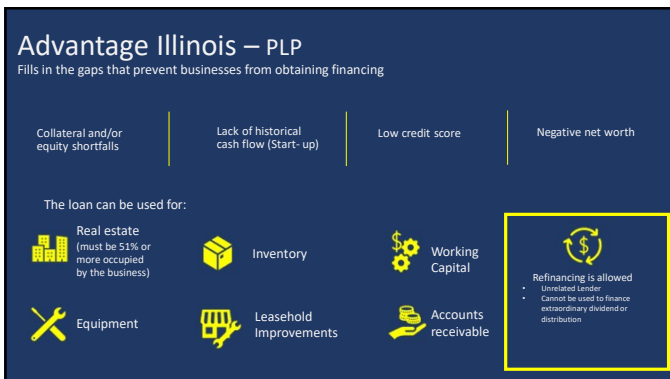 Advantage Illinois – PLP
Fills in the gaps that prevent businesses from obtaining financing
Collateral and/or
equity shortfalls
Lack of historical
cash flow (Start- up)
Low credit score
Negative net worth
The loan can be used for:
Real estate
(must be 51% or
more occupied
by the business)
Inventory
Working
Capital
Refinancing is allowed
• Unrelated Lender
• Cannot be used to finance
extraordinary dividend or
distribution
Equipment
Leasehold
Improvements
Accounts
receivable